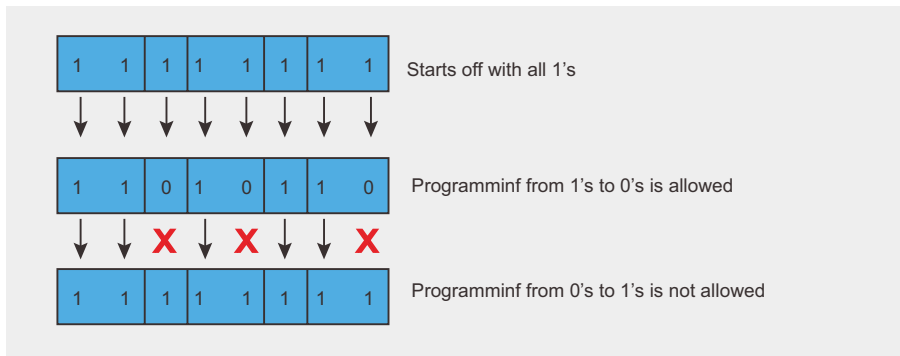 1 1 1 1 1 1 1 1 Starts off with all 1's
1 1 0 1 0 1 1 0 Programminf from 1's to 0's is allowed
X X X
1 1 1 1 1 1 1 1 Programminf from 0's to 1's is not allowed